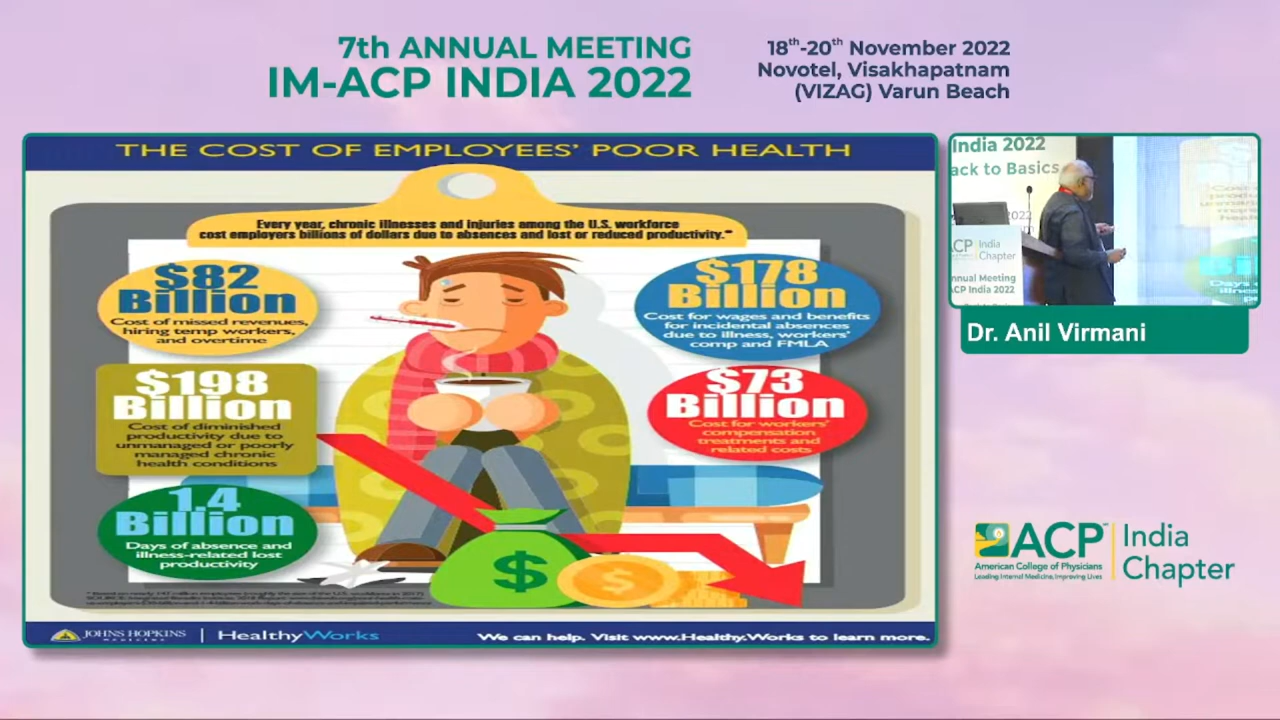 7th ANNUAL MEETING
IM-ACP INDIA 2022
18th-20th November 2022
Novotel, Visakhapatnam
(VIZAG) Varun Beach
THE COST OF EMPLOYEES' POOR HEALTH
Every year, chronic illnesses and injuries among the U.S. workforce
cost employers billions of dollars due to absences and lost or reduced productivity.*
$82
Billion
Cost of missed revenues,
hiring temp workers,
and overtime
$178
Billion
Cost for wages and benefits
for incidental absences
due to illness, workers'
comp and FMLA
$198
Billion
Cost of diminished
productivity due to
unmanaged or poorly
managed chronic
health conditions
$73
Billion
Cost for workers'
compensation
treatments and
related costs
1.4
Billion
Days of absence and
illness-related lost
productivity
$
$
JOHNS HOPKINS
MEDICINE
HealthyWorks
We can help. Visit www.Healthy.Works to learn more.
India 2022
ack to Basics
2022
ACP India
Chapter
nnual Meeting
ACP India 2022
Dr. Anil Virmani
ACP
American College of Physicians
Leading Internal Medicine, Improving Lives
India
Chapter